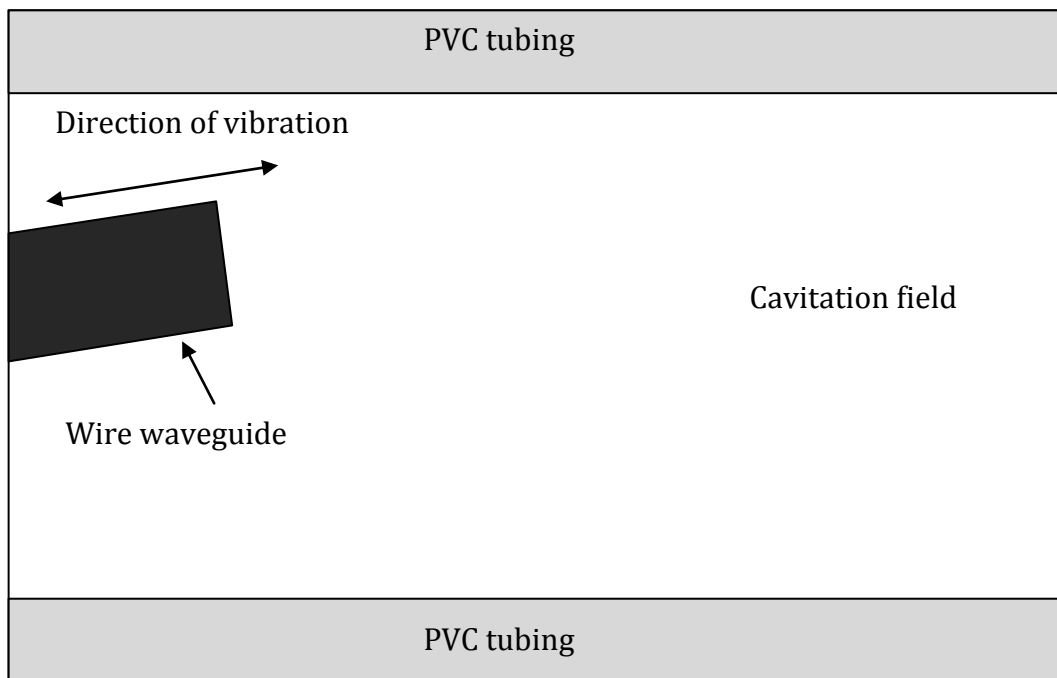 PVC tubing
Direction of vibration
Cavitation field
Wire waveguide
PVC tubing